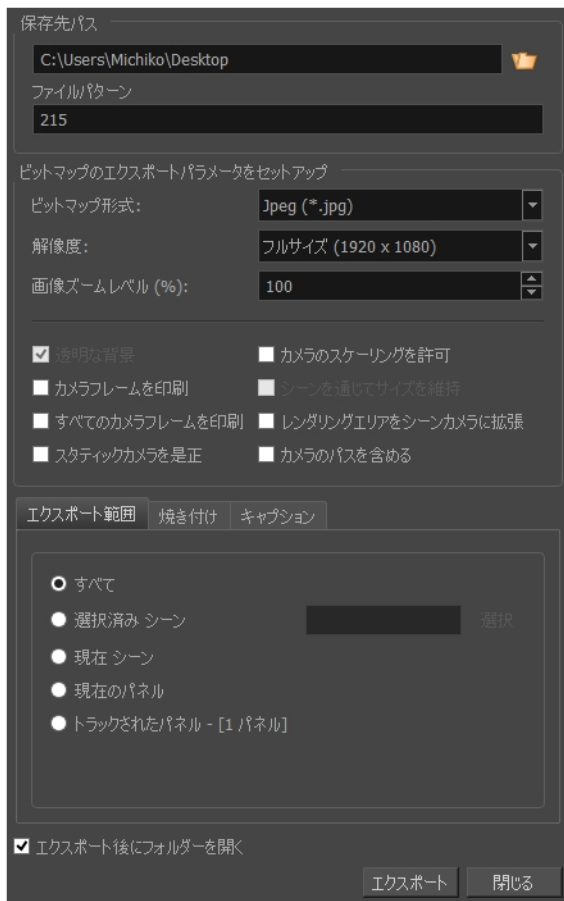 保存先パス
C:\Users\Michiko\Desktop
ファイルパターン
215
ビットマップのエクスポートパラメータをセットアップ
ビットマップ形式: Jpeg (*.jpg)
解像度: フルサイズ (1920 x 1080)
画像ズームレベル (%): 100
透明な背景 カメラのスケーリングを許可
カメラフレームを印刷 シーンを通じてサイズを維持
すべてのカメラフレームを印刷 レンダリングエリアをシーンカメラに拡張
スタティックカメラを是正 カメラのパスを含める
エクスポート範囲 焼き付け キャプション
すべて
選択済み シーン 選択
現在 シーン
現在のパネル
トラックされたパネル - [1 パネル]
エクスポート後にフォルダーを開く
エクスポート 閉じる